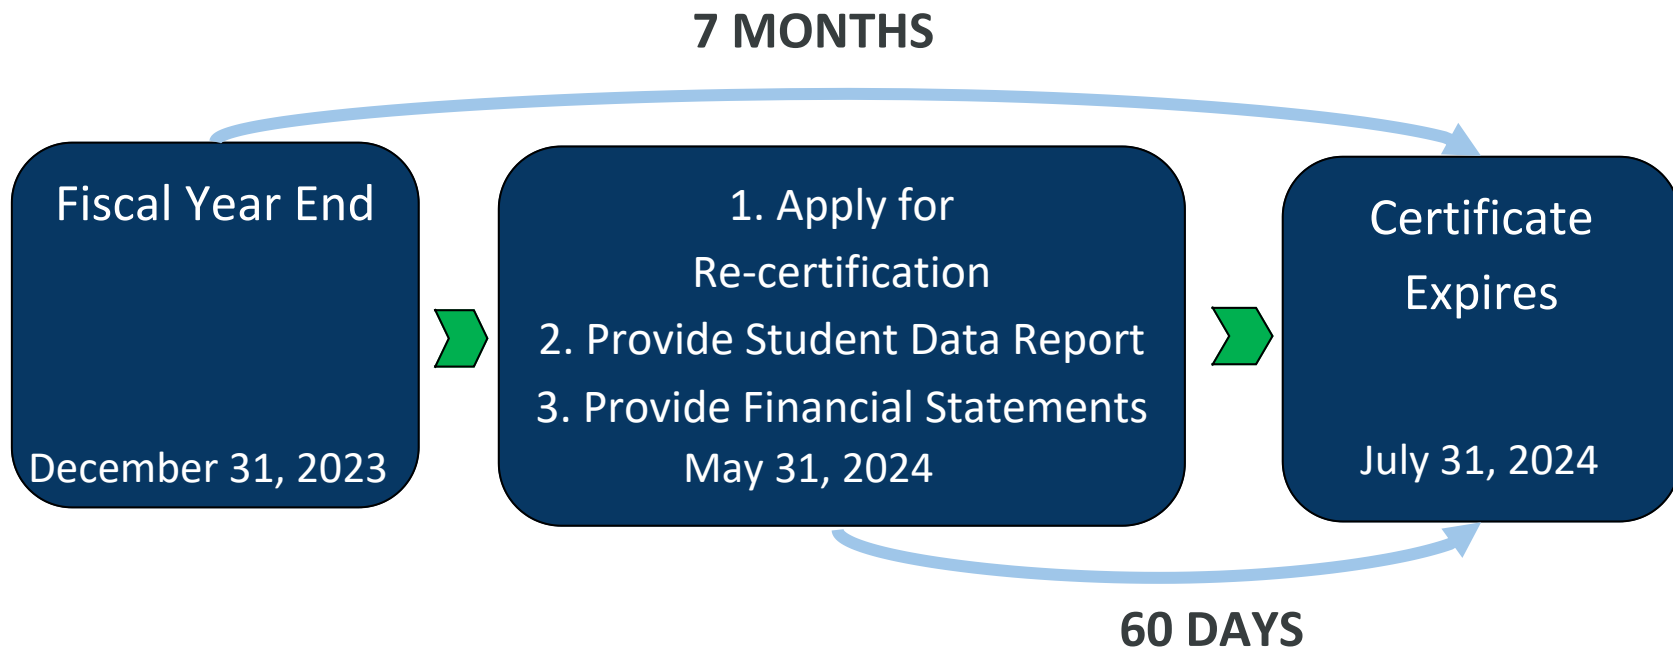 7 MONTHS
Fiscal Year End
December 31, 2023
1. Apply for
Re-certification
2. Provide Student Data Report
3. Provide Financial Statements
May 31, 2024
Certificate
Expires
July 31, 2024
60 DAYS